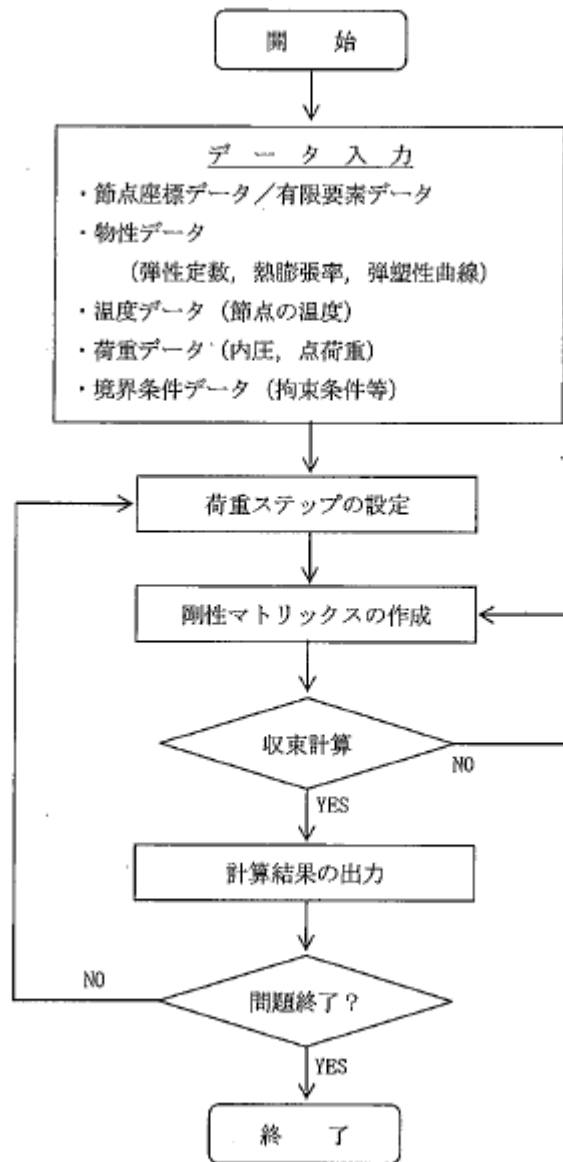 開 始
データ入力
・節点座標データ/有限要素データ
・物性データ
(弾性定数, 熱膨張率, 弾塑性曲線)
・温度データ (節点の温度)
・荷重データ (内圧, 点荷重)
・境界条件データ (拘束条件等)
荷重ステップの設定
剛性マトリックスの作成
収束計算
NO
YES
計算結果の出力
NO
問題終了?
YES
終 了